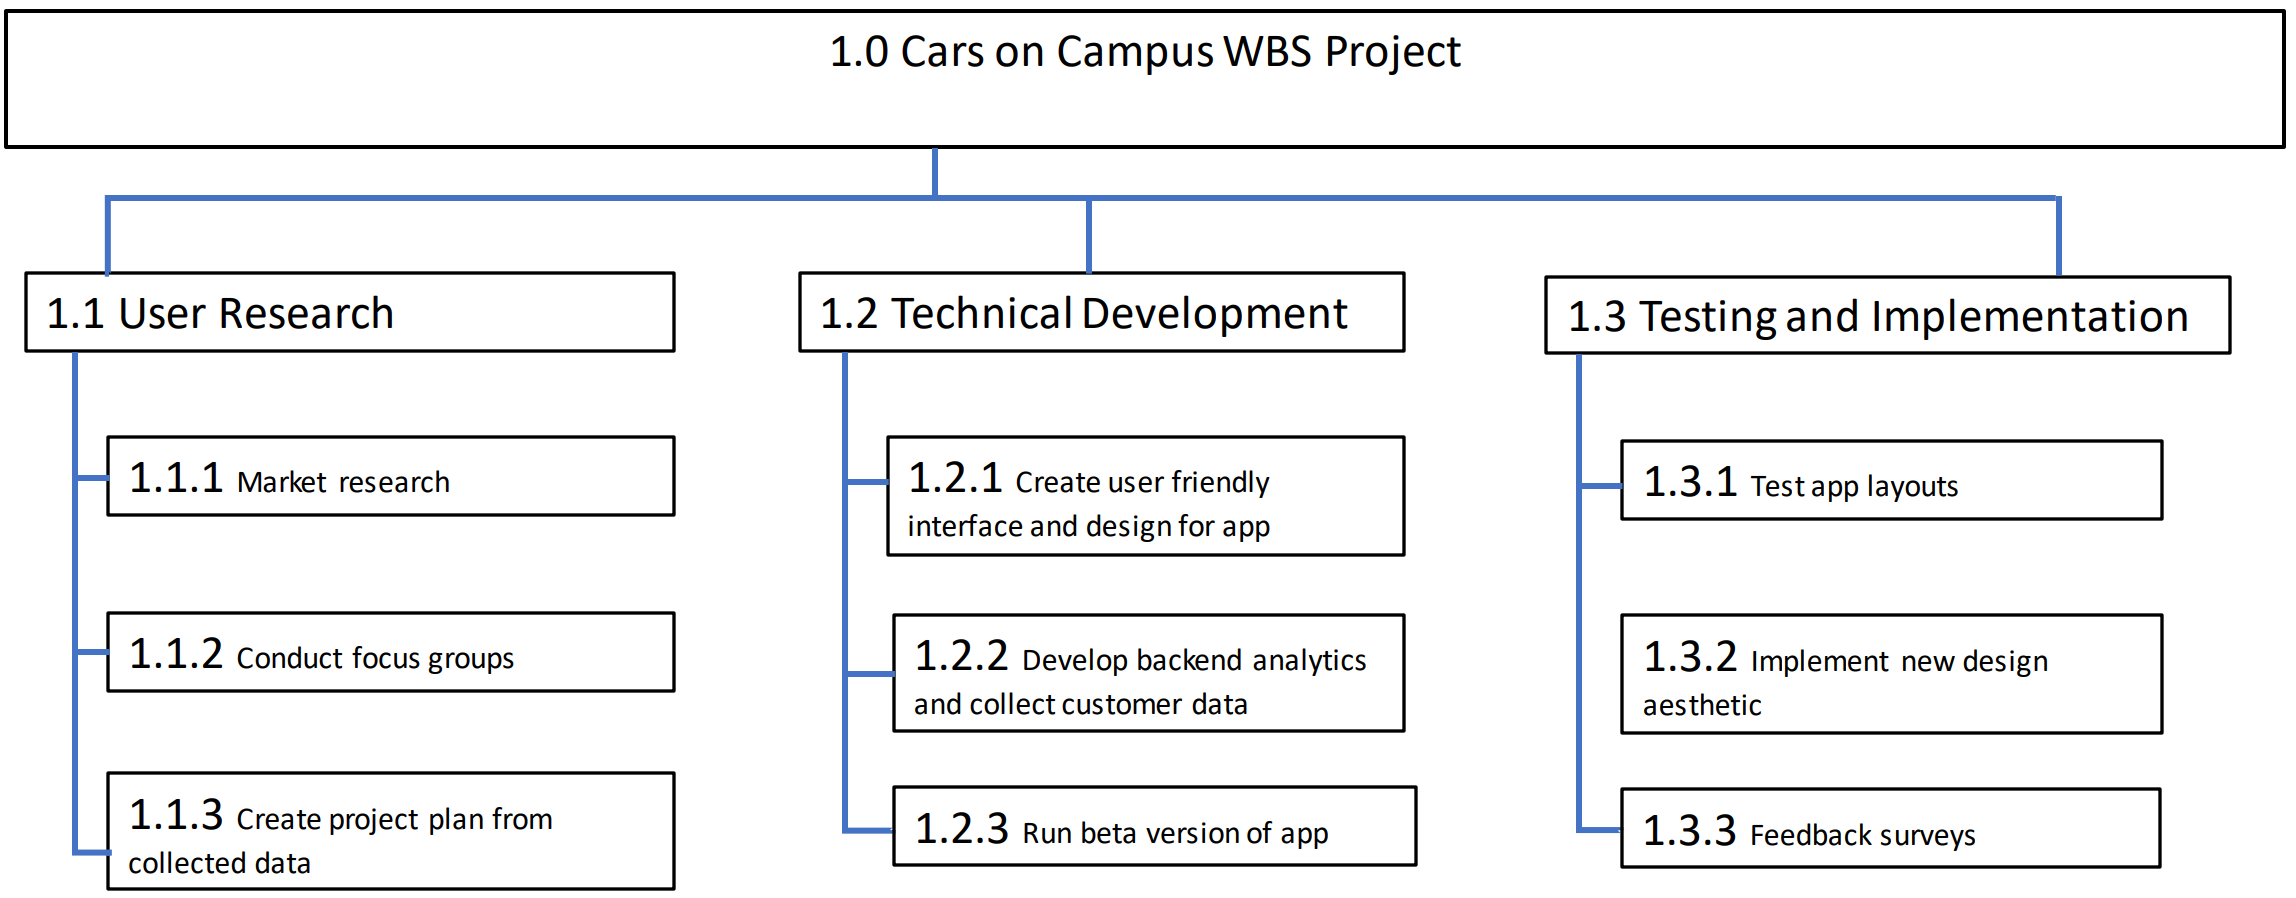 1.0 Cars on Campus WBS Project
1.1 User Research
1.1.1 Market research
1.1.2 Conduct focus groups
1.1.3 Create project plan from
collected data
1.2 Technical Development
1.2.1 Create user friendly
interface and design for app
1.2.2 Develop backend analytics
and collect customer data
1.2.3 Run beta version of app
1.3 Testing and Implementation
1.3.1 Test app layouts
1.3.2 Implement new design
aesthetic
1.3.3 Feedback surveys